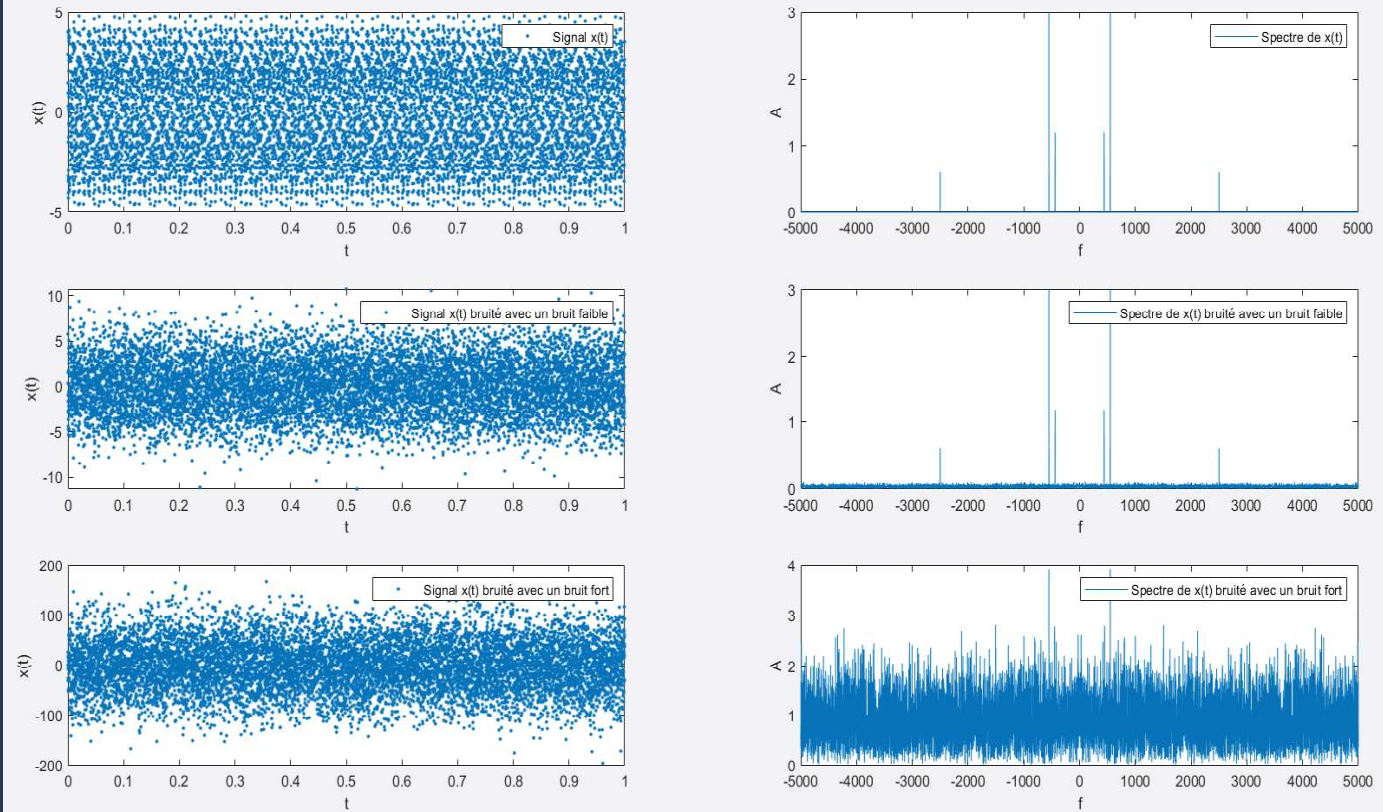 5
0
-5
x(t)
Signal x(t)
0 0.1 0.2 0.3 0.4 0.5 0.6 0.7 0.8 0.9 1
t
3
2
1
0
A
Spectre de x(t)
-5000 -4000 -3000 -2000 -1000 0 1000 2000 3000 4000 5000
f
10
5
0
-5
-10
x(t)
Signal x(t) bruité avec un bruit faible
0 0.1 0.2 0.3 0.4 0.5 0.6 0.7 0.8 0.9 1
t
3
2
1
0
A
Spectre de x(t) bruité avec un bruit faible
-5000 -4000 -3000 -2000 -1000 0 1000 2000 3000 4000 5000
f
200
100
0
-100
-200
x(t)
Signal x(t) bruité avec un bruit fort
0 0.1 0.2 0.3 0.4 0.5 0.6 0.7 0.8 0.9 1
t
4
3
2
1
0
A
Spectre de x(t) bruité avec un bruit fort
-5000 -4000 -3000 -2000 -1000 0 1000 2000 3000 4000 5000
f